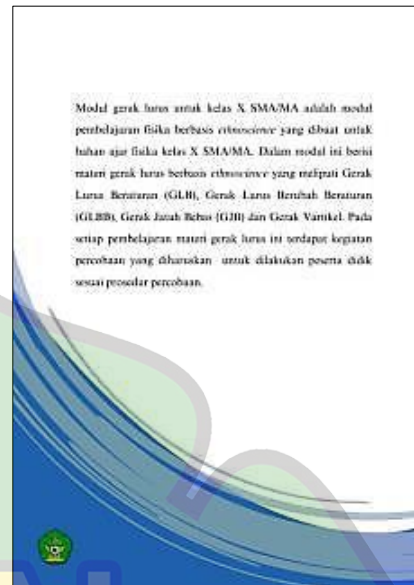 Modul gerak lurus untuk kelas X SMA/MA adalah modul
pembelajaran fisika berbasis ethnoscience yang dibuat untuk
bahan ajar fisika kelas X SMA/MA. Dalam modul ini berisi
materi gerak lurus berbasis ethnoscience yang meliputi Gerak
Lurus Beraturan (GLB), Gerak Lurus Berubah Beraturan
(GLBB), Gerak Jatuh Bebas (GJB) dan Gerak Vertikel. Pada
setiap pembelajaran materi gerak lurus ini terdapat kegiatan
percobaan yang diharuskan untuk dilakukan peserta didik
sesuai prosedur percobaan.